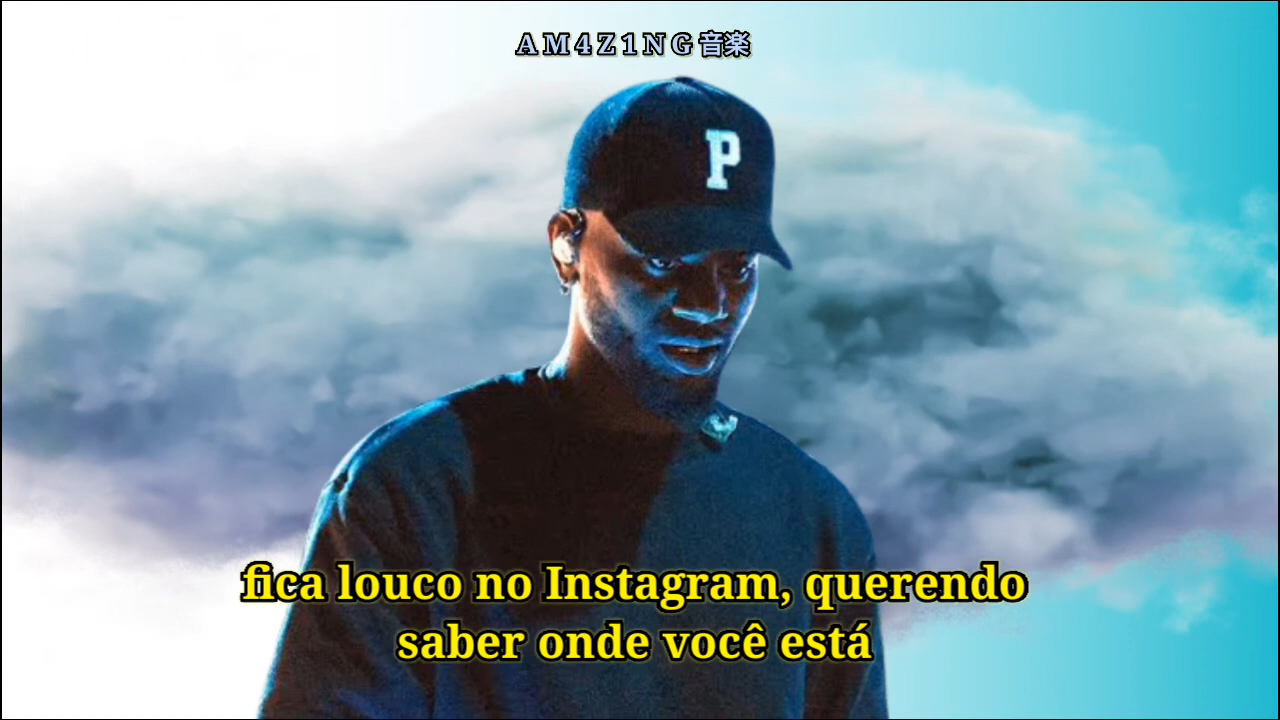 AM4Z1NG音楽
P
fica louco no Instagram, querendo
saber onde você está